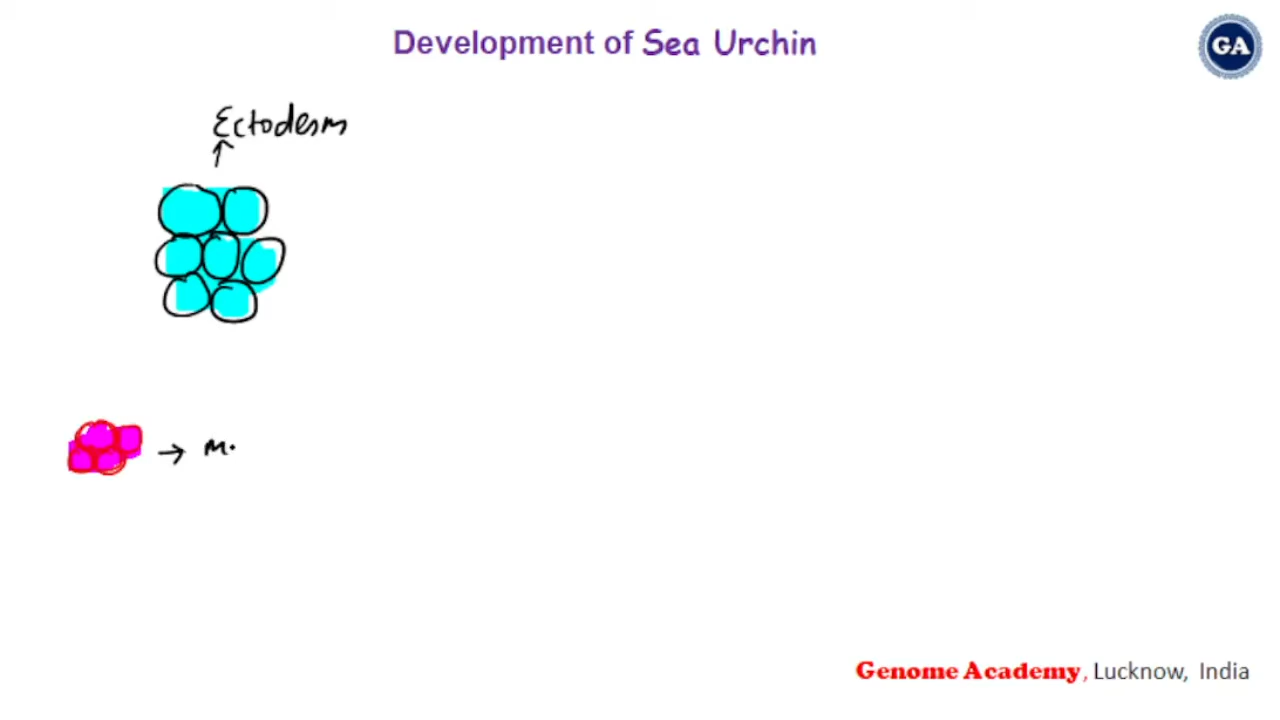 Development of Sea Urchin
GA
Ectoderm
M.
Genome Academy, Lucknow, India